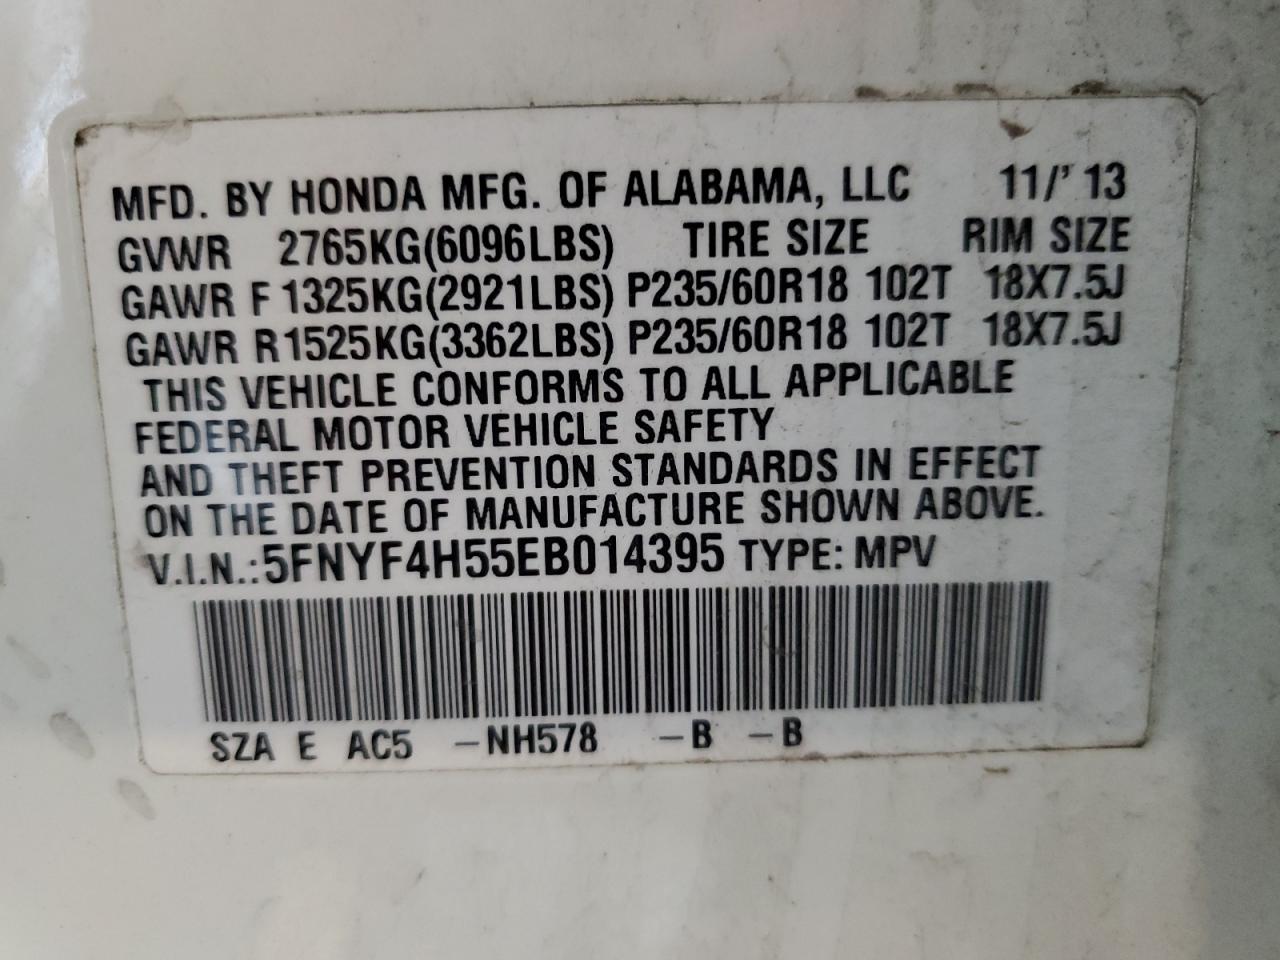 MFD. BY HONDA MFG. OF ALABAMA, LLC 11/' 13
GVWR 2765KG(6096LBS) TIRE SIZE RIM SIZE
GAWR F 1325KG(2921LBS) P235/60R18 102T 18X7.5J
GAWR R1525KG(3362LBS) P235/60R18 102T 18X7.5J
THIS VEHICLE CONFORMS TO ALL APPLICABLE
FEDERAL MOTOR VEHICLE SAFETY
AND THEFT PREVENTION STANDARDS IN EFFECT
ON THE DATE OF MANUFACTURE SHOWN ABOVE.
V.I.N.:5FNYF4H55EB014395 TYPE: MPV
SZA E AC5 -NH578 -B -B